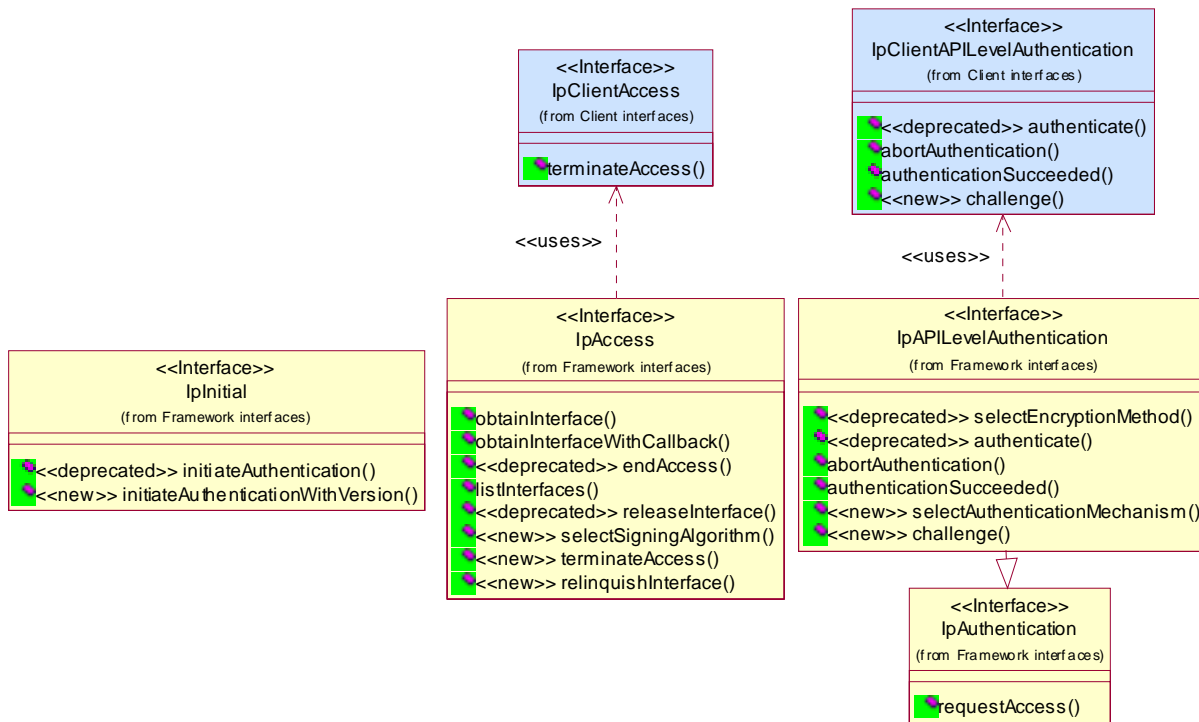 <<Interface>>
IpClientAccess
(from Client interfaces)
terminateAccess()
<<Interface>>
IpClientAPILevelAuthentication
(from Client interfaces)
<<deprecated>> authenticate()
abortAuthentication()
authenticationSucceeded()
<<new>> challenge()
<<uses>>
<<uses>>
<<Interface>>
IpInitial
(from Framework interfaces)
<<deprecated>> initiateAuthentication()
<<new>> initiateAuthenticationWithVersion()
<<Interface>>
IpAccess
(from Framework interfaces)
obtainInterface()
obtainInterfaceWithCallback()
<<deprecated>> endAccess()
listInterfaces()
<<deprecated>> releaseInterface()
<<new>> selectSigningAlgorithm()
<<new>> terminateAccess()
<<new>> relinquishInterface()
<<Interface>>
IpAPILevelAuthentication
(from Framework interfaces)
<<deprecated>> selectEncryptionMethod()
<<deprecated>> authenticate()
abortAuthentication()
authenticationSucceeded()
<<new>> selectAuthenticationMechanism()
<<new>> challenge()
<<Interface>>
IpAuthentication
(from Framework interfaces)
requestAccess()